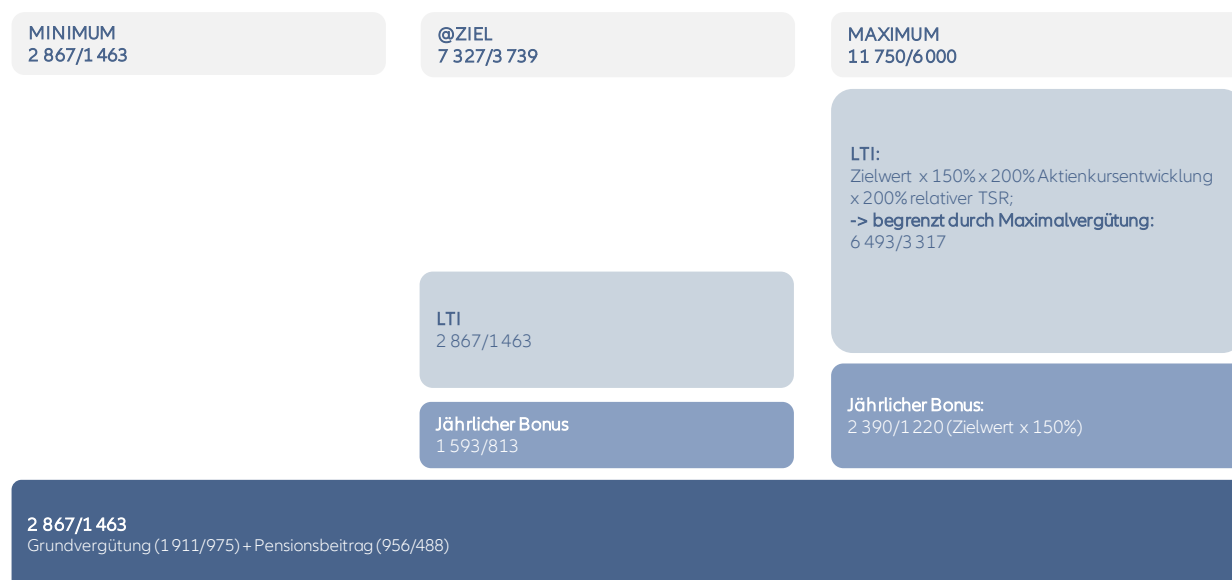 MINIMUM
2 867/1 463
@ZIEL
7 327/3 739
MAXIMUM
11 750/6 000
LTI:
Zielwert x 150% x 200% Aktienkursentwicklung
x 200% relativer TSR;
-> begrenzt durch Maximalvergütung:
6 493/3 317
LTI
2 867/1 463
Jährlicher Bonus
1 593/813
Jährlicher Bonus:
2 390/1 220 (Zielwert x 150%)
2 867/1 463
Grundvergütung (1 911/975) + Pensionsbeitrag (956/488)